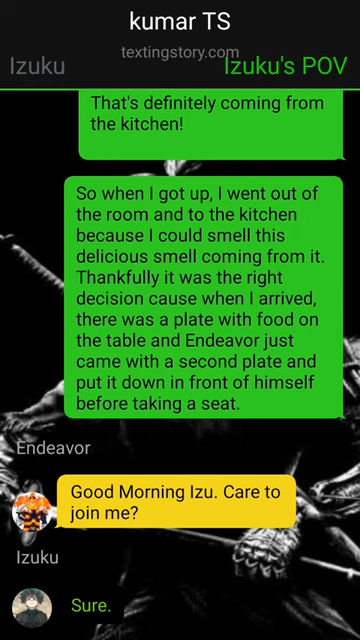 kumar TS
textingstory.com
Izuku
Izuku's POV
That's definitely coming from
the kitchen!
So when I got up, I went out of
the room and to the kitchen
because I could smell this
delicious smell coming from it.
Thankfully it was the right
decision cause when I arrived,
there was a plate with food on
the table and Endeavor just
came with a second plate and
put it down in front of himself
before taking a seat.
Endeavor
Good Morning Izu. Care to
join me?
Izuku
Sure.